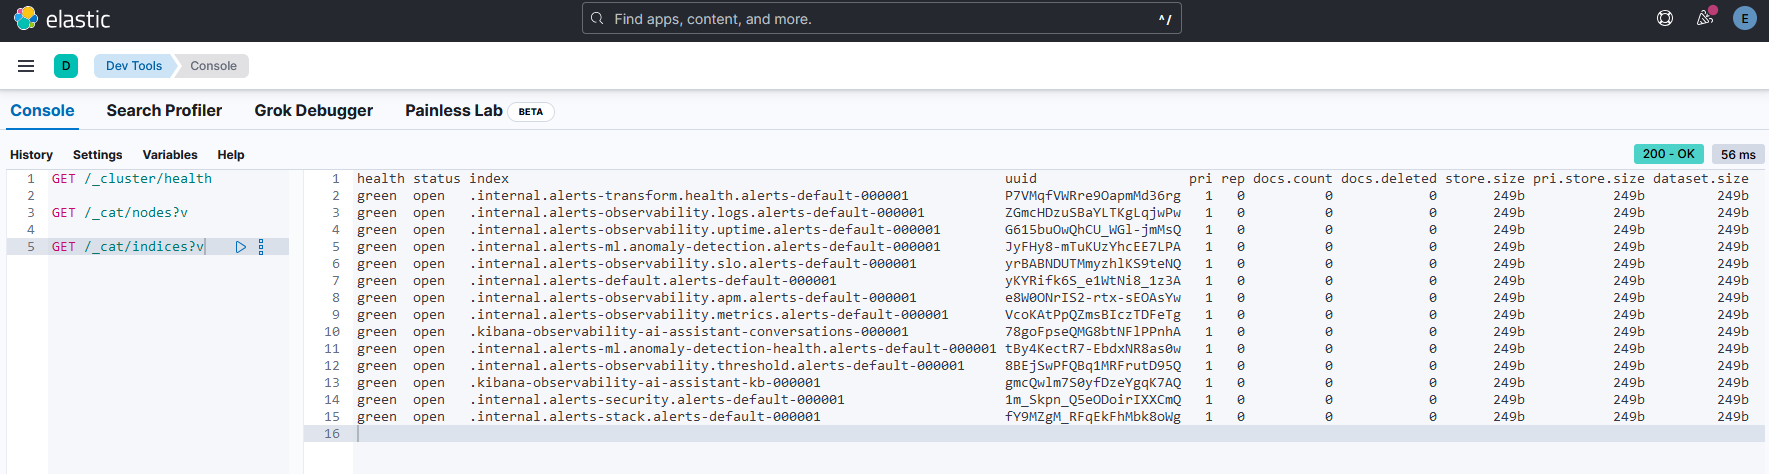 elastic
Find apps, content, and more.
^/
E
D
Dev Tools
Console
Console Search Profiler Grok Debugger Painless Lab BETA
History Settings Variables Help
200 - OK 56 ms
1 GET /_cluster/health
2
3 GET /_cat/nodes?v
4
5 GET /_cat/indices?v
1 health status index uuid pri rep docs.count docs.deleted store.size pri.store.size dataset.size
2 green open .internal.alerts-transform.health.alerts-default-000001 P7VMqfVWRre9OapmMd36rg 1 0 0 0 249b 249b 249b
3 green open .internal.alerts-observability.logs.alerts-default-000001 ZGmcHDzuSBaYLTKgLqjwPw 1 0 0 0 249b 249b 249b
4 green open .internal.alerts-observability.uptime.alerts-default-000001 G615buOwQhCU_WGl-jmMsQ 1 0 0 0 249b 249b 249b
5 green open .internal.alerts-ml.anomaly-detection.alerts-default-000001 JyFHy8-mTuKUzYhcEE7LPA 1 0 0 0 249b 249b 249b
6 green open .internal.alerts-observability.slo.alerts-default-000001 yrBABNDUTMmyzhlKS9teNQ 1 0 0 0 249b 249b 249b
7 green open .internal.alerts-default.alerts-default-000001 yKYRifk6S_e1WtNi8_1z3A 1 0 0 0 249b 249b 249b
8 green open .internal.alerts-observability.apm.alerts-default-000001 e8W0ONrIS2-rtx-sEOAsYw 1 0 0 0 249b 249b 249b
9 green open .internal.alerts-observability.metrics.alerts-default-000001 VcoKAtPpQZmsBIczTDFeTg 1 0 0 0 249b 249b 249b
10 green open .kibana-observability-ai-assistant-conversations-000001 78goFpseQMG8btNFlPPnhA 1 0 0 0 249b 249b 249b
11 green open .internal.alerts-ml.anomaly-detection-health.alerts-default-000001 tBy4KectR7-EbdxNR8as0w 1 0 0 0 249b 249b 249b
12 green open .internal.alerts-observability.threshold.alerts-default-000001 8BEjSwPFQBq1MRFrutD95Q 1 0 0 0 249b 249b 249b
13 green open .kibana-observability-ai-assistant-kb-000001 gmcQwlm7S0yfDzeYgqK7AQ 1 0 0 0 249b 249b 249b
14 green open .internal.alerts-security.alerts-default-000001 1m_Skpn_Q5eODoirIXXCmQ 1 0 0 0 249b 249b 249b
15 green open .internal.alerts-stack.alerts-default-000001 fY9MZgM_RFqEkFhMbk8oWg 1 0 0 0 249b 249b 249b
16